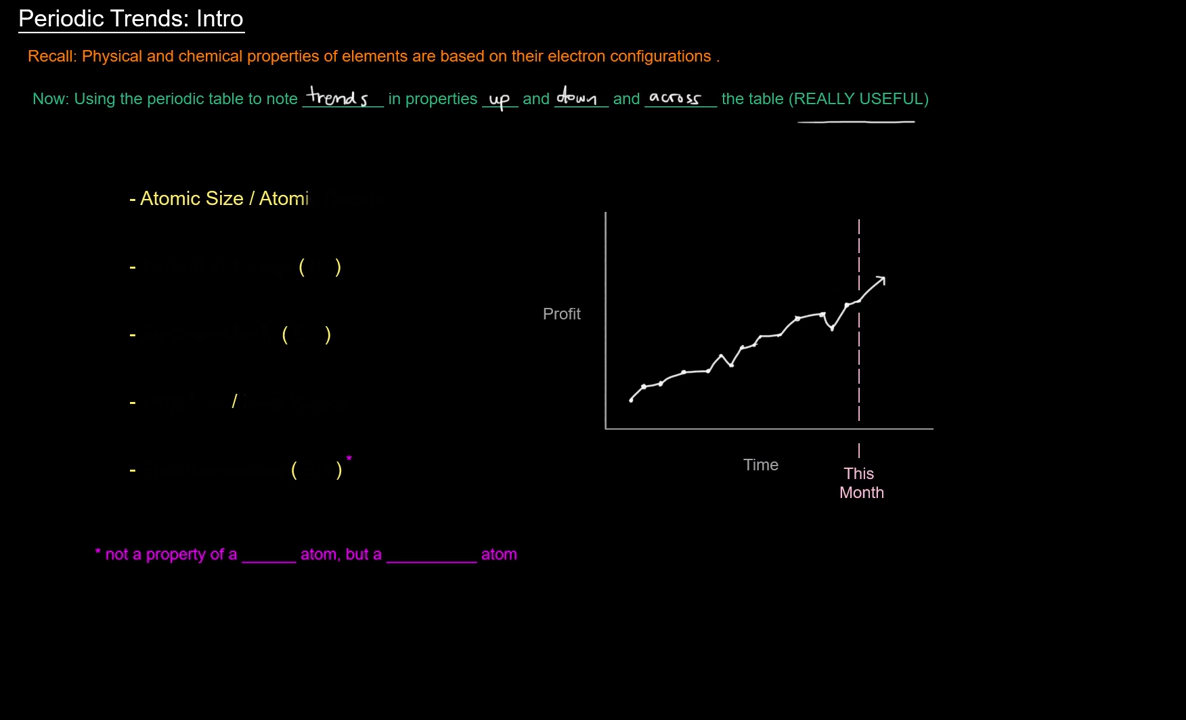 Periodic Trends: Intro
Recall: Physical and chemical properties of elements are based on their electron configurations .
Now: Using the periodic table to note trends in properties up and down and across the table (REALLY USEFUL)
- Atomic Size / Atomi
- ( )
- ( )
- /
- ( )*
Profit
Time
This
Month
* not a property of a ______ atom, but a __________ atom